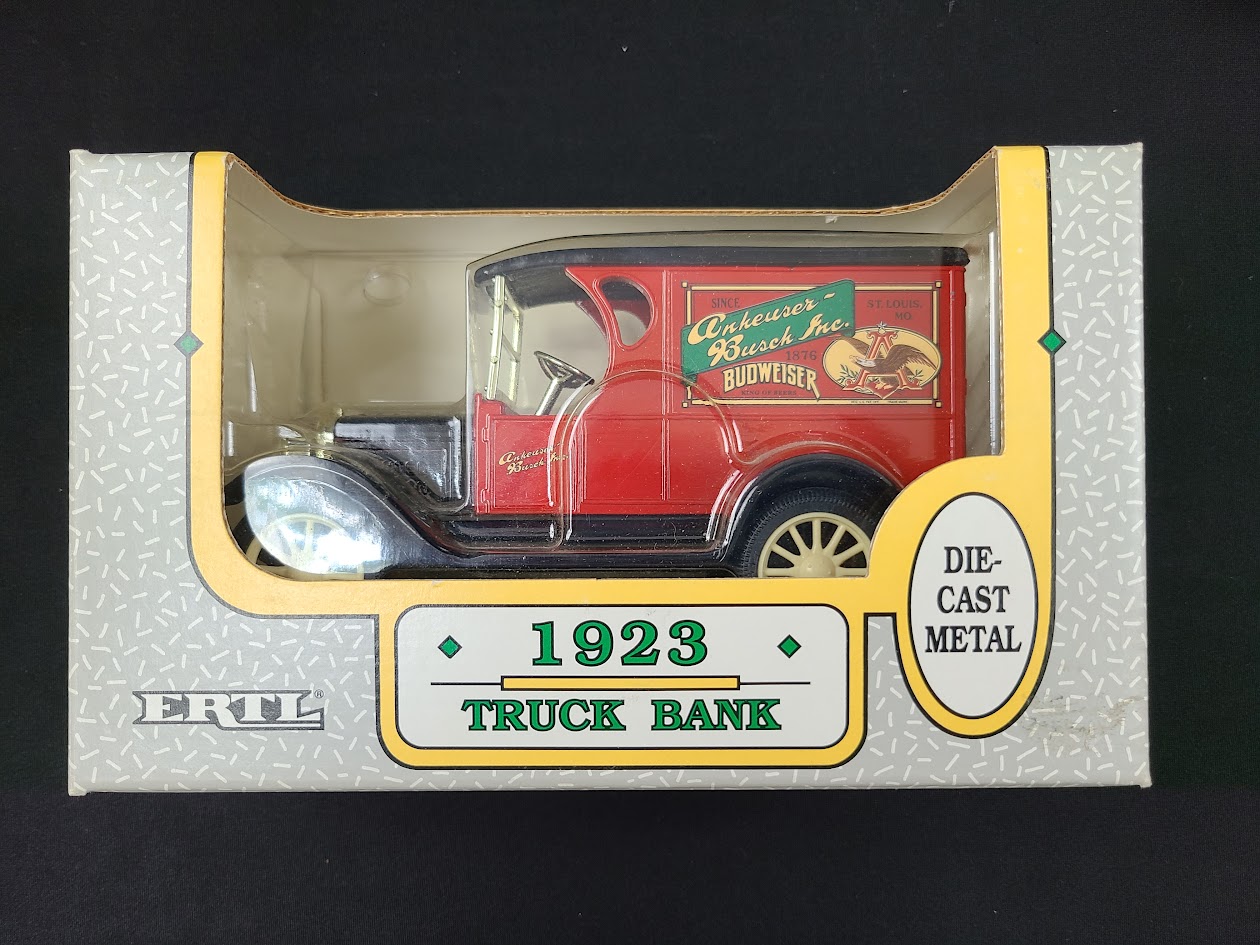 SINCE
Anheuser-
Busch Inc.
ST. LOUIS,
MO.
1876
BUDWEISER
KING OF BEERS
A
Anheuser-
Busch Inc.
DIE-
CAST
METAL
1923
TRUCK BANK
ERTL®